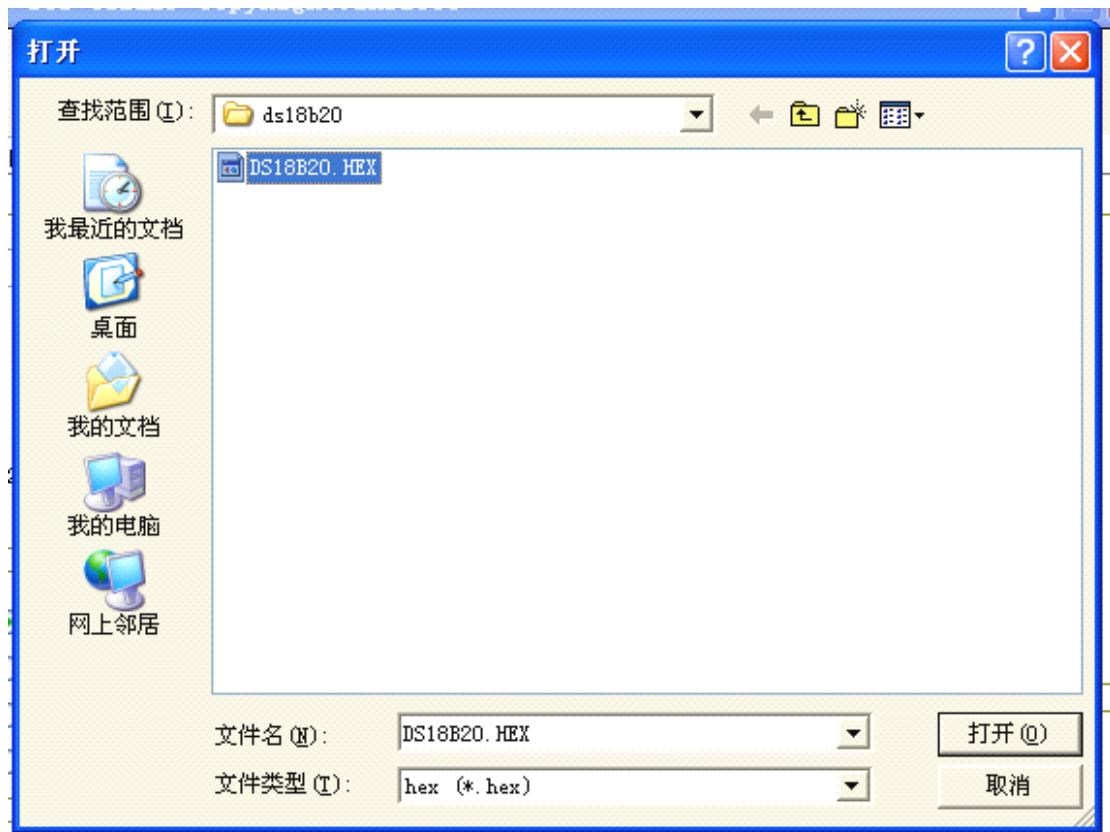 打开
查找范围(I):
ds18b20
DS18B20.HEX
我最近的文档
桌面
我的文档
我的电脑
网上邻居
文件名(N):
DS18B20.HEX
打开(O)
文件类型(T):
hex (*.hex)
取消